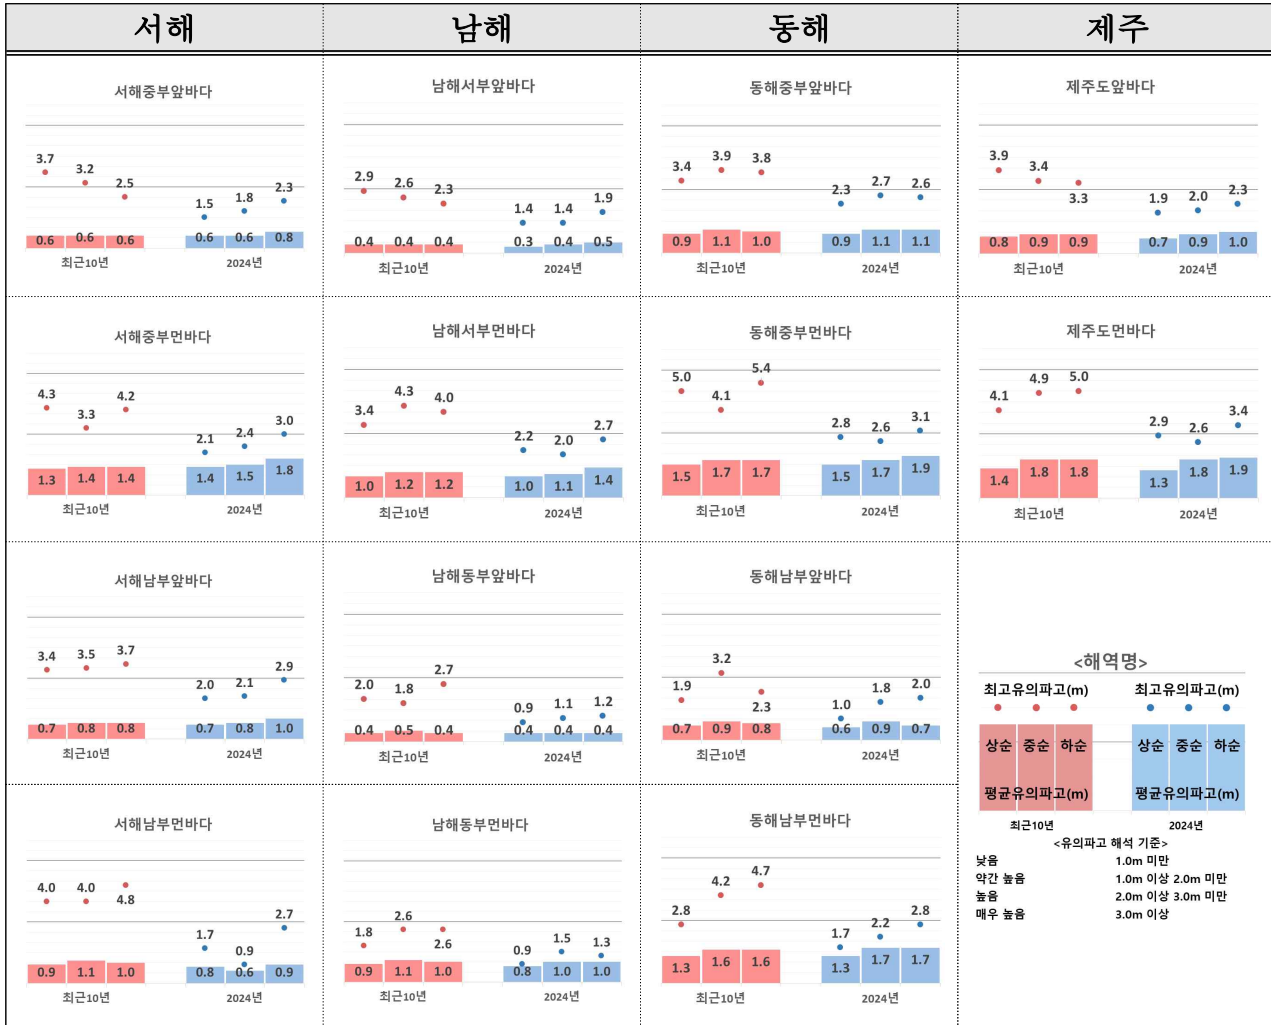 서해 남해 동해 제주
서해중부앞바다
3.7 3.2 2.5 1.5 1.8 2.3
0.6 0.6 0.6 0.6 0.6 0.8
최근10년 2024년
남해서부앞바다
2.9 2.6 2.3 1.4 1.4 1.9
0.4 0.4 0.4 0.3 0.4 0.5
최근10년 2024년
동해중부앞바다
3.4 3.9 3.8 2.3 2.7 2.6
0.9 1.1 1.0 0.9 1.1 1.1
최근10년 2024년
제주도앞바다
3.9 3.4 3.3 1.9 2.0 2.3
0.8 0.9 0.9 0.7 0.9 1.0
최근10년 2024년
서해중부먼바다
4.3 3.3 4.2 2.1 2.4 3.0
1.3 1.4 1.4 1.4 1.5 1.8
최근10년 2024년
남해서부먼바다
3.4 4.3 4.0 2.2 2.0 2.7
1.0 1.2 1.2 1.0 1.1 1.4
최근10년 2024년
동해중부먼바다
5.0 4.1 5.4 2.8 2.6 3.1
1.5 1.7 1.7 1.5 1.7 1.9
최근10년 2024년
제주도먼바다
4.1 4.9 5.0 2.9 2.6 3.4
1.4 1.8 1.8 1.3 1.8 1.9
최근10년 2024년
서해남부앞바다
3.4 3.5 3.7 2.0 2.1 2.9
0.7 0.8 0.8 0.7 0.8 1.0
최근10년 2024년
남해동부앞바다
2.0 1.8 2.7 0.9 1.1 1.2
0.4 0.5 0.4 0.4 0.4 0.4
최근10년 2024년
동해남부앞바다
1.9 3.2 2.3 1.0 1.8 2.0
0.7 0.9 0.8 0.6 0.9 0.7
최근10년 2024년
<해역명>
최고유의파고(m) 최고유의파고(m)
상순 중순 하순 상순 중순 하순
평균유의파고(m) 평균유의파고(m)
최근10년 2024년
<유의파고 해석 기준>
낮음 1.0m 미만
약간 높음 1.0m 이상 2.0m 미만
높음 2.0m 이상 3.0m 미만
매우 높음 3.0m 이상
서해남부먼바다
4.0 4.0 4.8 1.7 0.9 2.7
0.9 1.1 1.0 0.8 0.6 0.9
최근10년 2024년
남해동부먼바다
1.8 2.6 2.6 0.9 1.5 1.3
0.9 1.1 1.0 0.8 1.0 1.0
최근10년 2024년
동해남부먼바다
2.8 4.2 4.7 1.7 2.2 2.8
1.3 1.6 1.6 1.3 1.7 1.7
최근10년 2024년